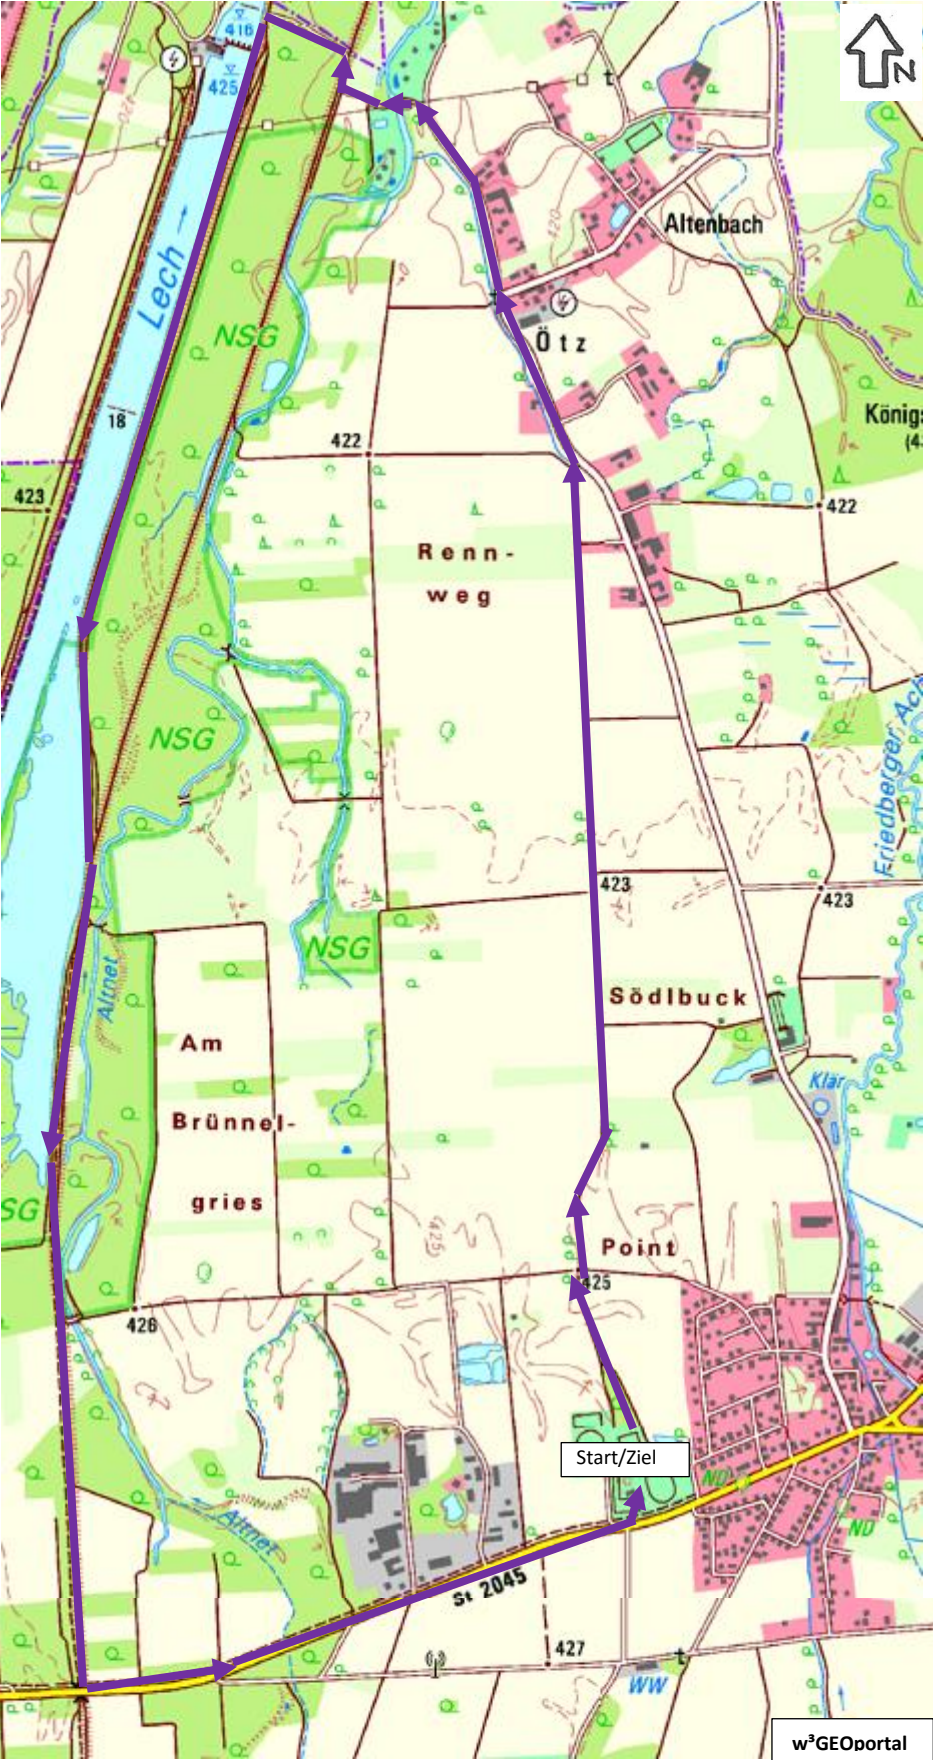 416
425
N
420
t
Altenbach
420
Lech →
NSG
Ötz
18
422
Königs
423
422
Renn-
weg
Friedberger Ach
NSG
423
423
NSG
Altnet
Södlbuck
Am
Klär
Brünnel-
gries
SG
(425)
Point
425
426
Start/Ziel
ND
Altnet
ND
St 2045
427
t
WW
w³GEOportal